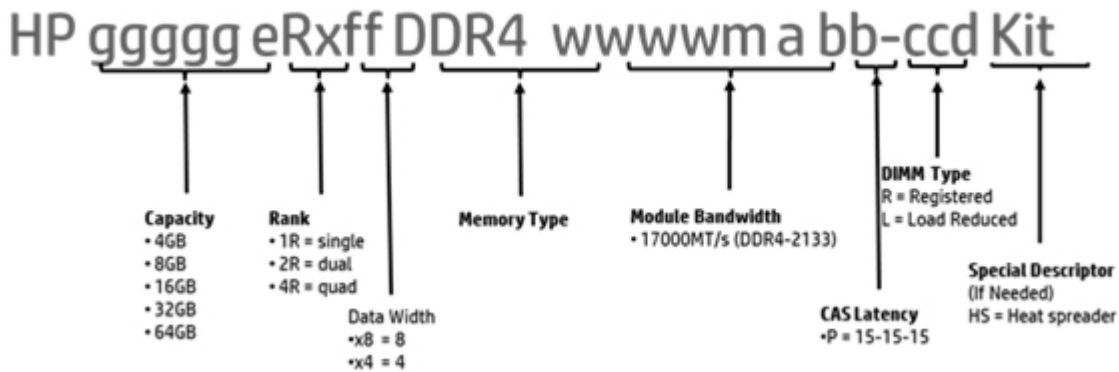 HP ggggg eRxff DDR4 wwwwm a bb-ccd Kit
Capacity
• 4GB
• 8GB
• 16GB
• 32GB
• 64GB
Rank
• 1R = single
• 2R = dual
• 4R = quad
Data Width
•x8 = 8
•x4 = 4
Memory Type
Module Bandwidth
• 17000MT/s (DDR4-2133)
CAS Latency
•P = 15-15-15
DIMM Type
R = Registered
L = Load Reduced
Special Descriptor
(If Needed)
HS = Heat spreader